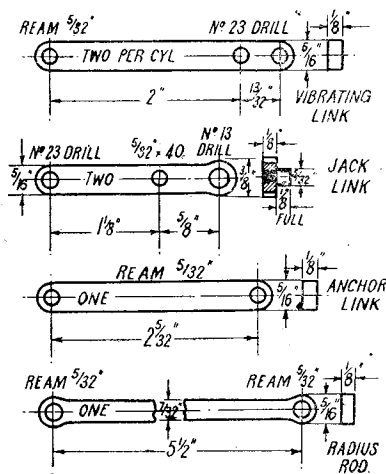 REAM 5/32" Nº 23 DRILL 1/8"
TWO PER CYL 5/16"
2" 13/32" VIBRATING
LINK
Nº 13
Nº 23 DRILL 5/32" × 40. DRILL 1/8"
5/16" TWO 3/8" JACK
LINK
1 1/8" 5/8" 1/8"
FULL
REAM 5/32" 1/8"
ONE 5/16" ANCHOR
LINK
2 5/32"
REAM 5/32" REAM 5/32" 1/8"
ONE 7/32" 5/16"
5 1/2" RADIUS
ROD.